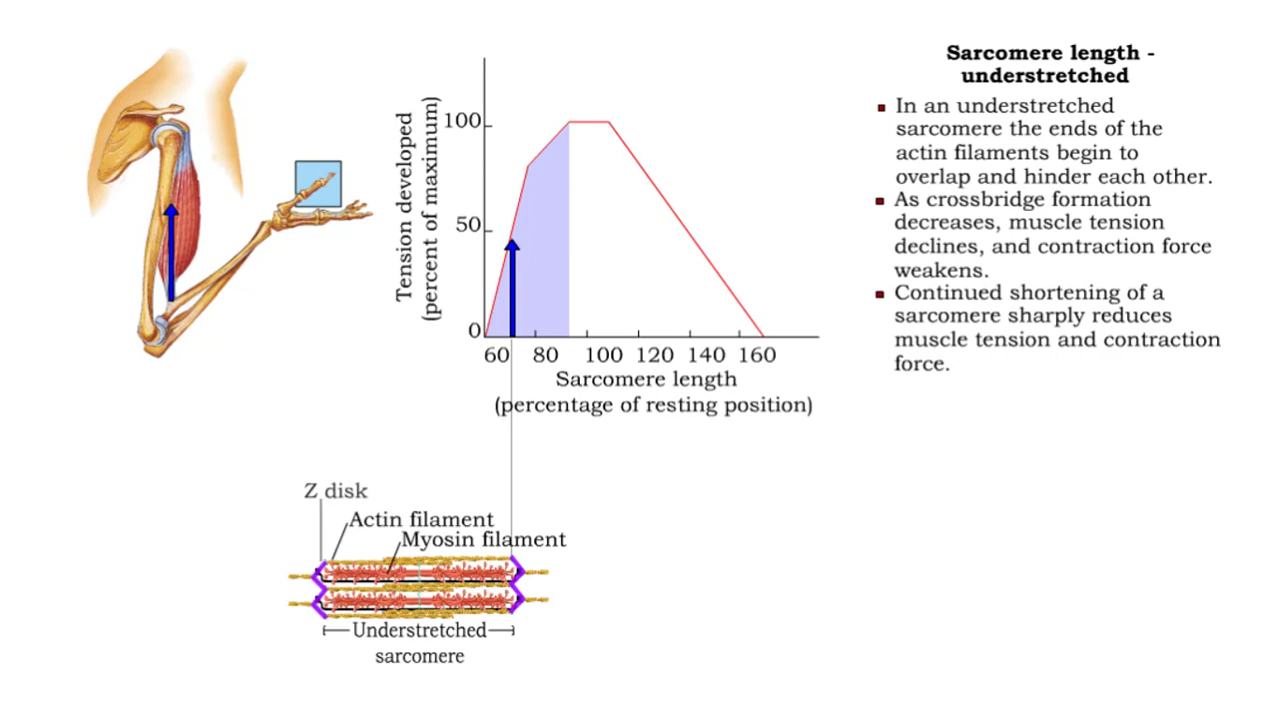 Sarcomere length -
understretched
In an understretched
sarcomere the ends of the
actin filaments begin to
overlap and hinder each other.
As crossbridge formation
decreases, muscle tension
declines, and contraction force
weakens.
Continued shortening of a
sarcomere sharply reduces
muscle tension and contraction
force.
Tension developed
(percent of maximum)
100
50
0
60 80 100 120 140 160
Sarcomere length
(percentage of resting position)
Z disk
Actin filament
Myosin filament
Understretched
sarcomere